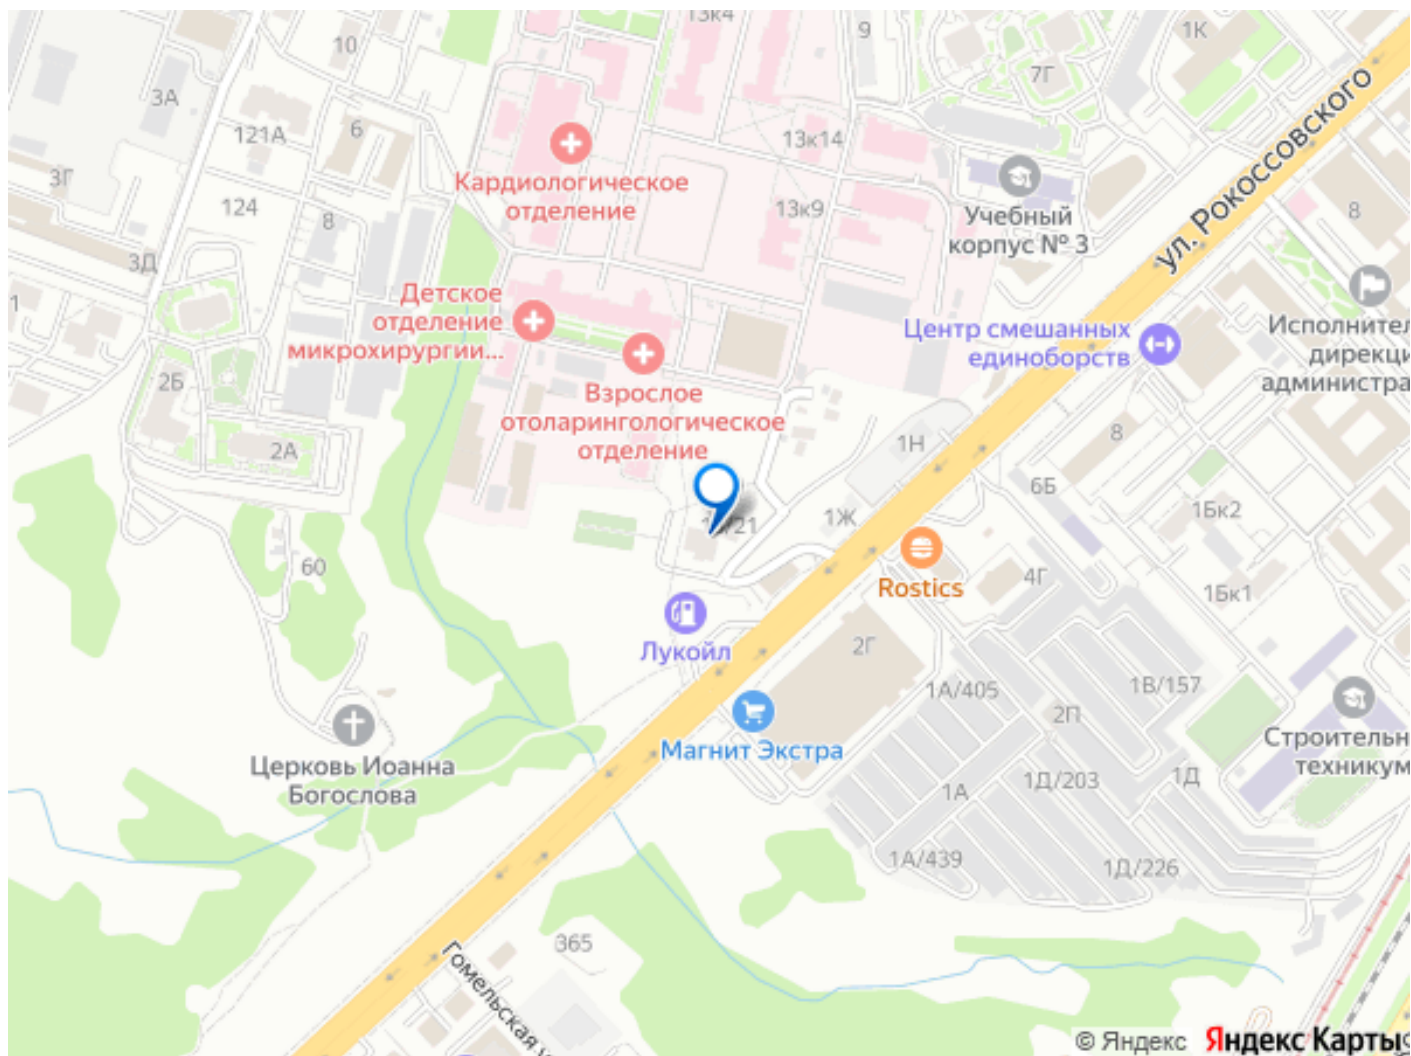 13к4
9
1К
10
7Г
3А
6
121А
13к14
ул. Рокоссовского
3Г
Кардиологическое
отделение
124
8
13к9
Учебный
корпус № 3
8
3Д
Детское
отделение
микрохирургии...
Центр смешанных
единоборств
Исполнител
дирекци
администра
2Б
Взрослое
отоларингологическое
отделение
2А
1Н
8
6Б
1Бк2
/21
1Ж
60
Rostics
4Г
1Бк1
Лукойл
2Г
1А/405
1В/157
2П
Магнит Экстра
Строительн
техникум
Церковь Иоанна
Богослова
1А
1Д/203
1Д
1А/439
1Д/226
365
Гомельская
© Яндекс Яндекс Карты